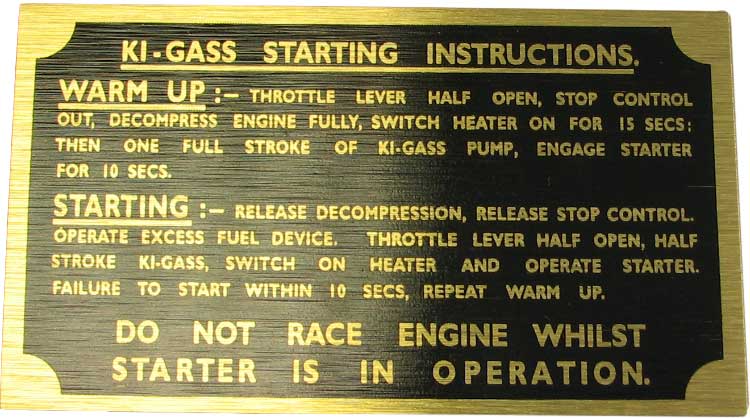 KI-GASS STARTING INSTRUCTIONS.
WARM UP :- THROTTLE LEVER HALF OPEN, STOP CONTROL
OUT, DECOMPRESS ENGINE FULLY, SWITCH HEATER ON FOR 15 SECS:
THEN ONE FULL STROKE OF KI-GASS PUMP, ENGAGE STARTER
FOR 10 SECS.
STARTING :- RELEASE DECOMPRESSION, RELEASE STOP CONTROL.
OPERATE EXCESS FUEL DEVICE. THROTTLE LEVER HALF OPEN, HALF
STROKE KI-GASS, SWITCH ON HEATER AND OPERATE STARTER.
FAILURE TO START WITHIN 10 SECS, REPEAT WARM UP.
DO NOT RACE ENGINE WHILST
STARTER IS IN OPERATION.